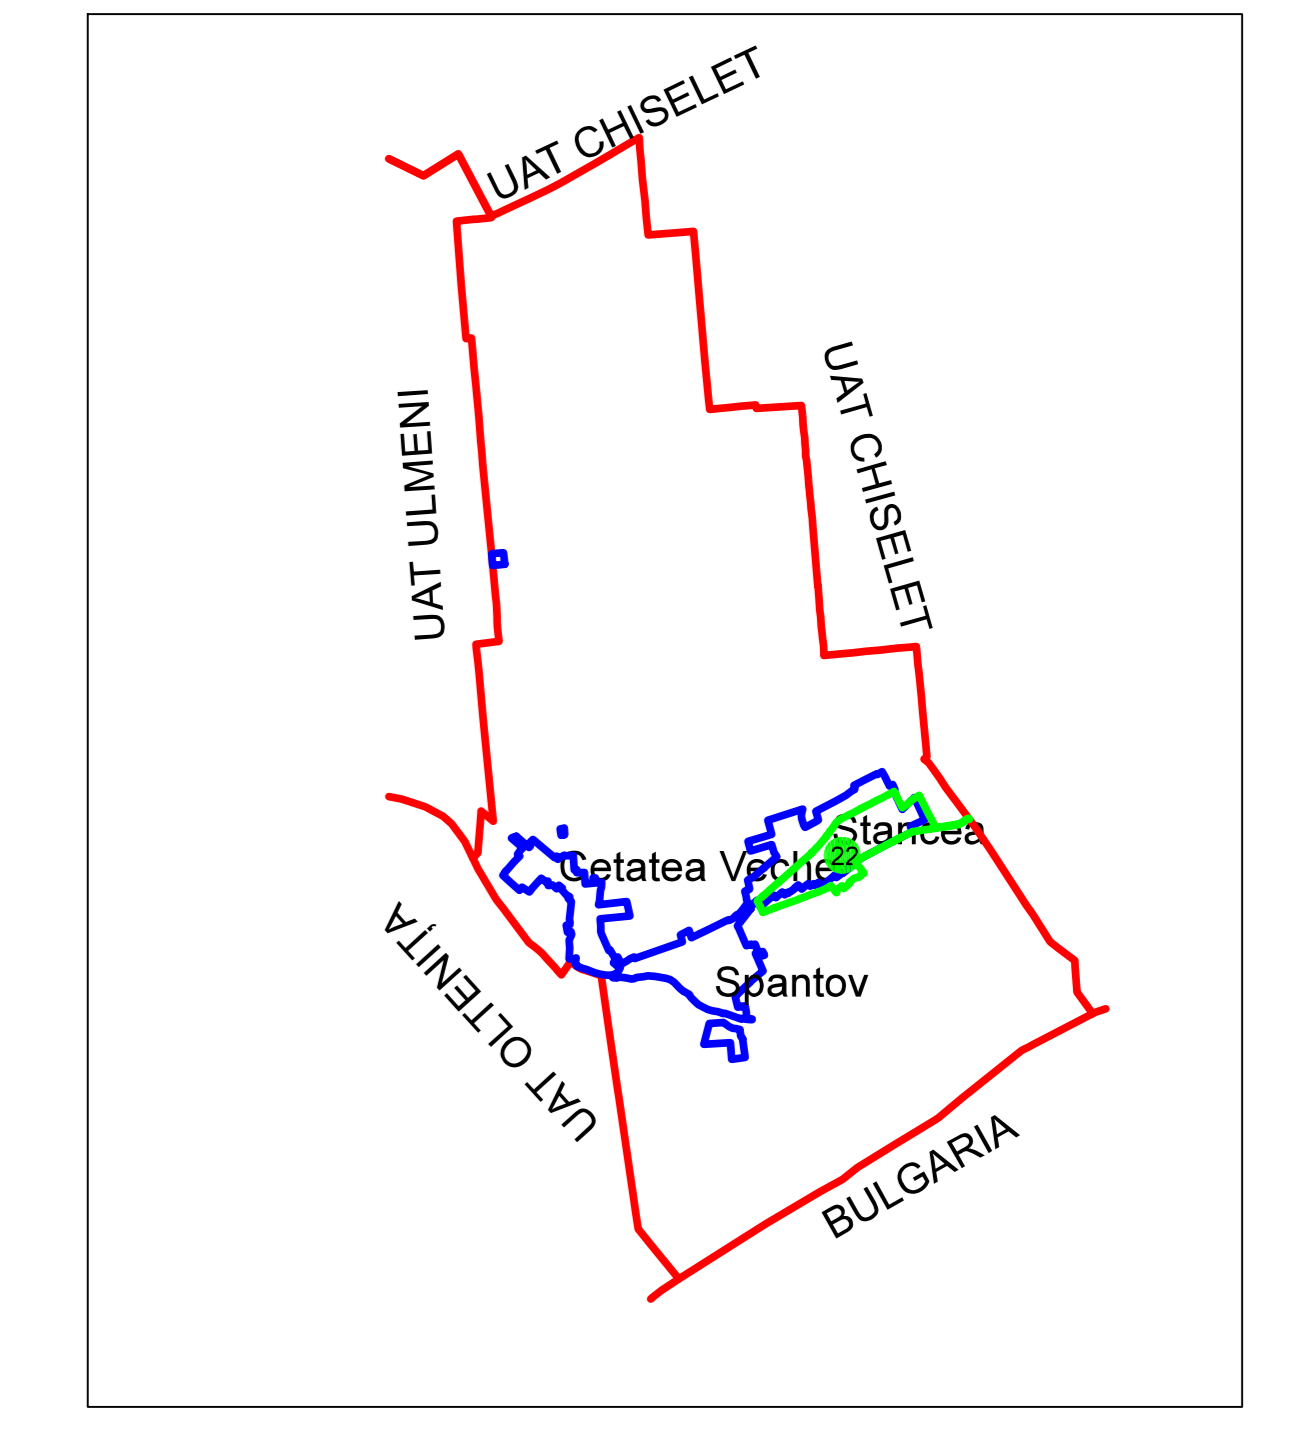 UAT CHISELET
UAT CHISELET
UAT ULMENI
Stancea
22
Cetatea Veche
Spantov
UAT OLTENIȚA
BULGARIA